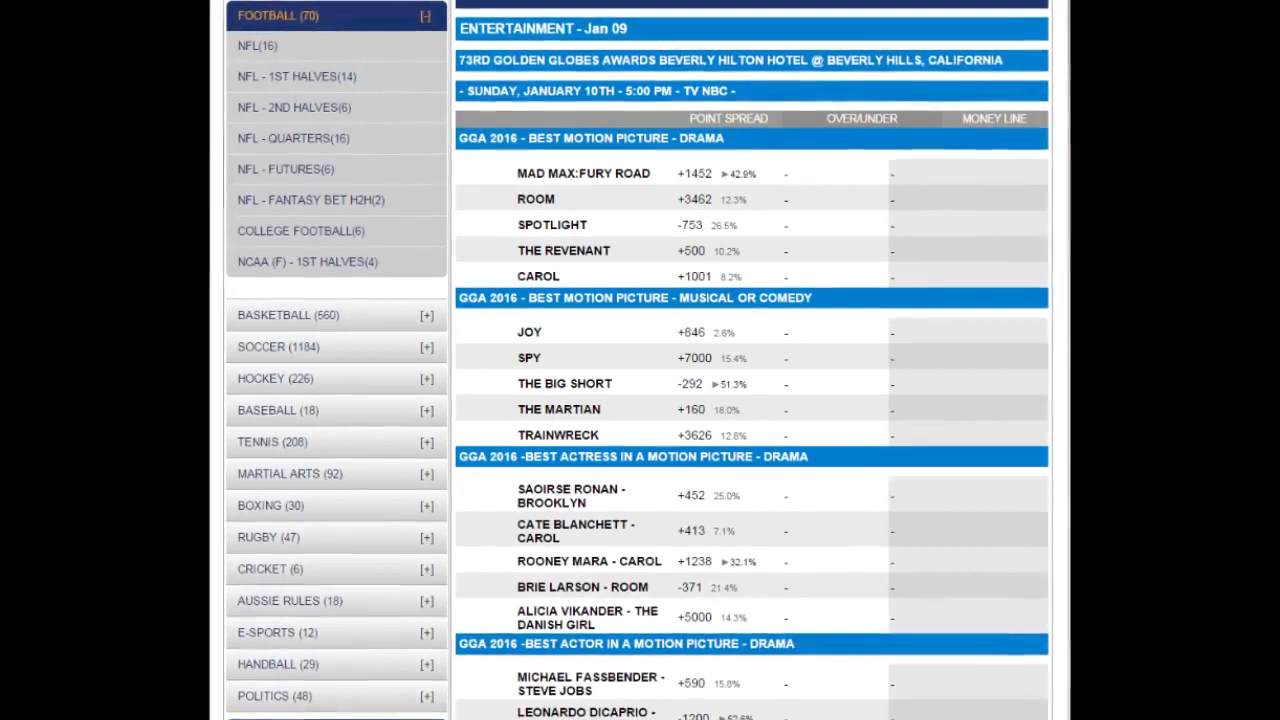 FOOTBALL (70) [-]
NFL(16)
NFL - 1ST HALVES(14)
NFL - 2ND HALVES(6)
NFL - QUARTERS(16)
NFL - FUTURES(6)
NFL - FANTASY BET H2H(2)
COLLEGE FOOTBALL(6)
NCAA (F) - 1ST HALVES(4)
BASKETBALL (560) [+]
SOCCER (1184) [+]
HOCKEY (226) [+]
BASEBALL (18) [+]
TENNIS (208) [+]
MARTIAL ARTS (92) [+]
BOXING (30) [+]
RUGBY (47) [+]
CRICKET (6) [+]
AUSSIE RULES (18) [+]
E-SPORTS (12) [+]
HANDBALL (29) [+]
POLITICS (48) [+]
ENTERTAINMENT - Jan 09
73RD GOLDEN GLOBES AWARDS BEVERLY HILTON HOTEL @ BEVERLY HILLS, CALIFORNIA
- SUNDAY, JANUARY 10TH - 5:00 PM - TV NBC -
POINT SPREAD OVER/UNDER MONEY LINE
GGA 2016 - BEST MOTION PICTURE - DRAMA
MAD MAX:FURY ROAD +1452 ►42.9% - -
ROOM +3462 12.3% - -
SPOTLIGHT -753 26.5% - -
THE REVENANT +500 10.2% - -
CAROL +1001 8.2% - -
GGA 2016 - BEST MOTION PICTURE - MUSICAL OR COMEDY
JOY +846 2.6% - -
SPY +7000 15.4% - -
THE BIG SHORT -292 ►51.3% - -
THE MARTIAN +160 18.0% - -
TRAINWRECK +3626 12.8% - -
GGA 2016 -BEST ACTRESS IN A MOTION PICTURE - DRAMA
SAOIRSE RONAN -
BROOKLYN +452 25.0% - -
CATE BLANCHETT -
CAROL +413 7.1% - -
ROONEY MARA - CAROL +1238 ►32.1% - -
BRIE LARSON - ROOM -371 21.4% - -
ALICIA VIKANDER - THE
DANISH GIRL +5000 14.3% - -
GGA 2016 -BEST ACTOR IN A MOTION PICTURE - DRAMA
MICHAEL FASSBENDER -
STEVE JOBS +590 15.8% - -
LEONARDO DICAPRIO -
-1200 ►52.6% - -